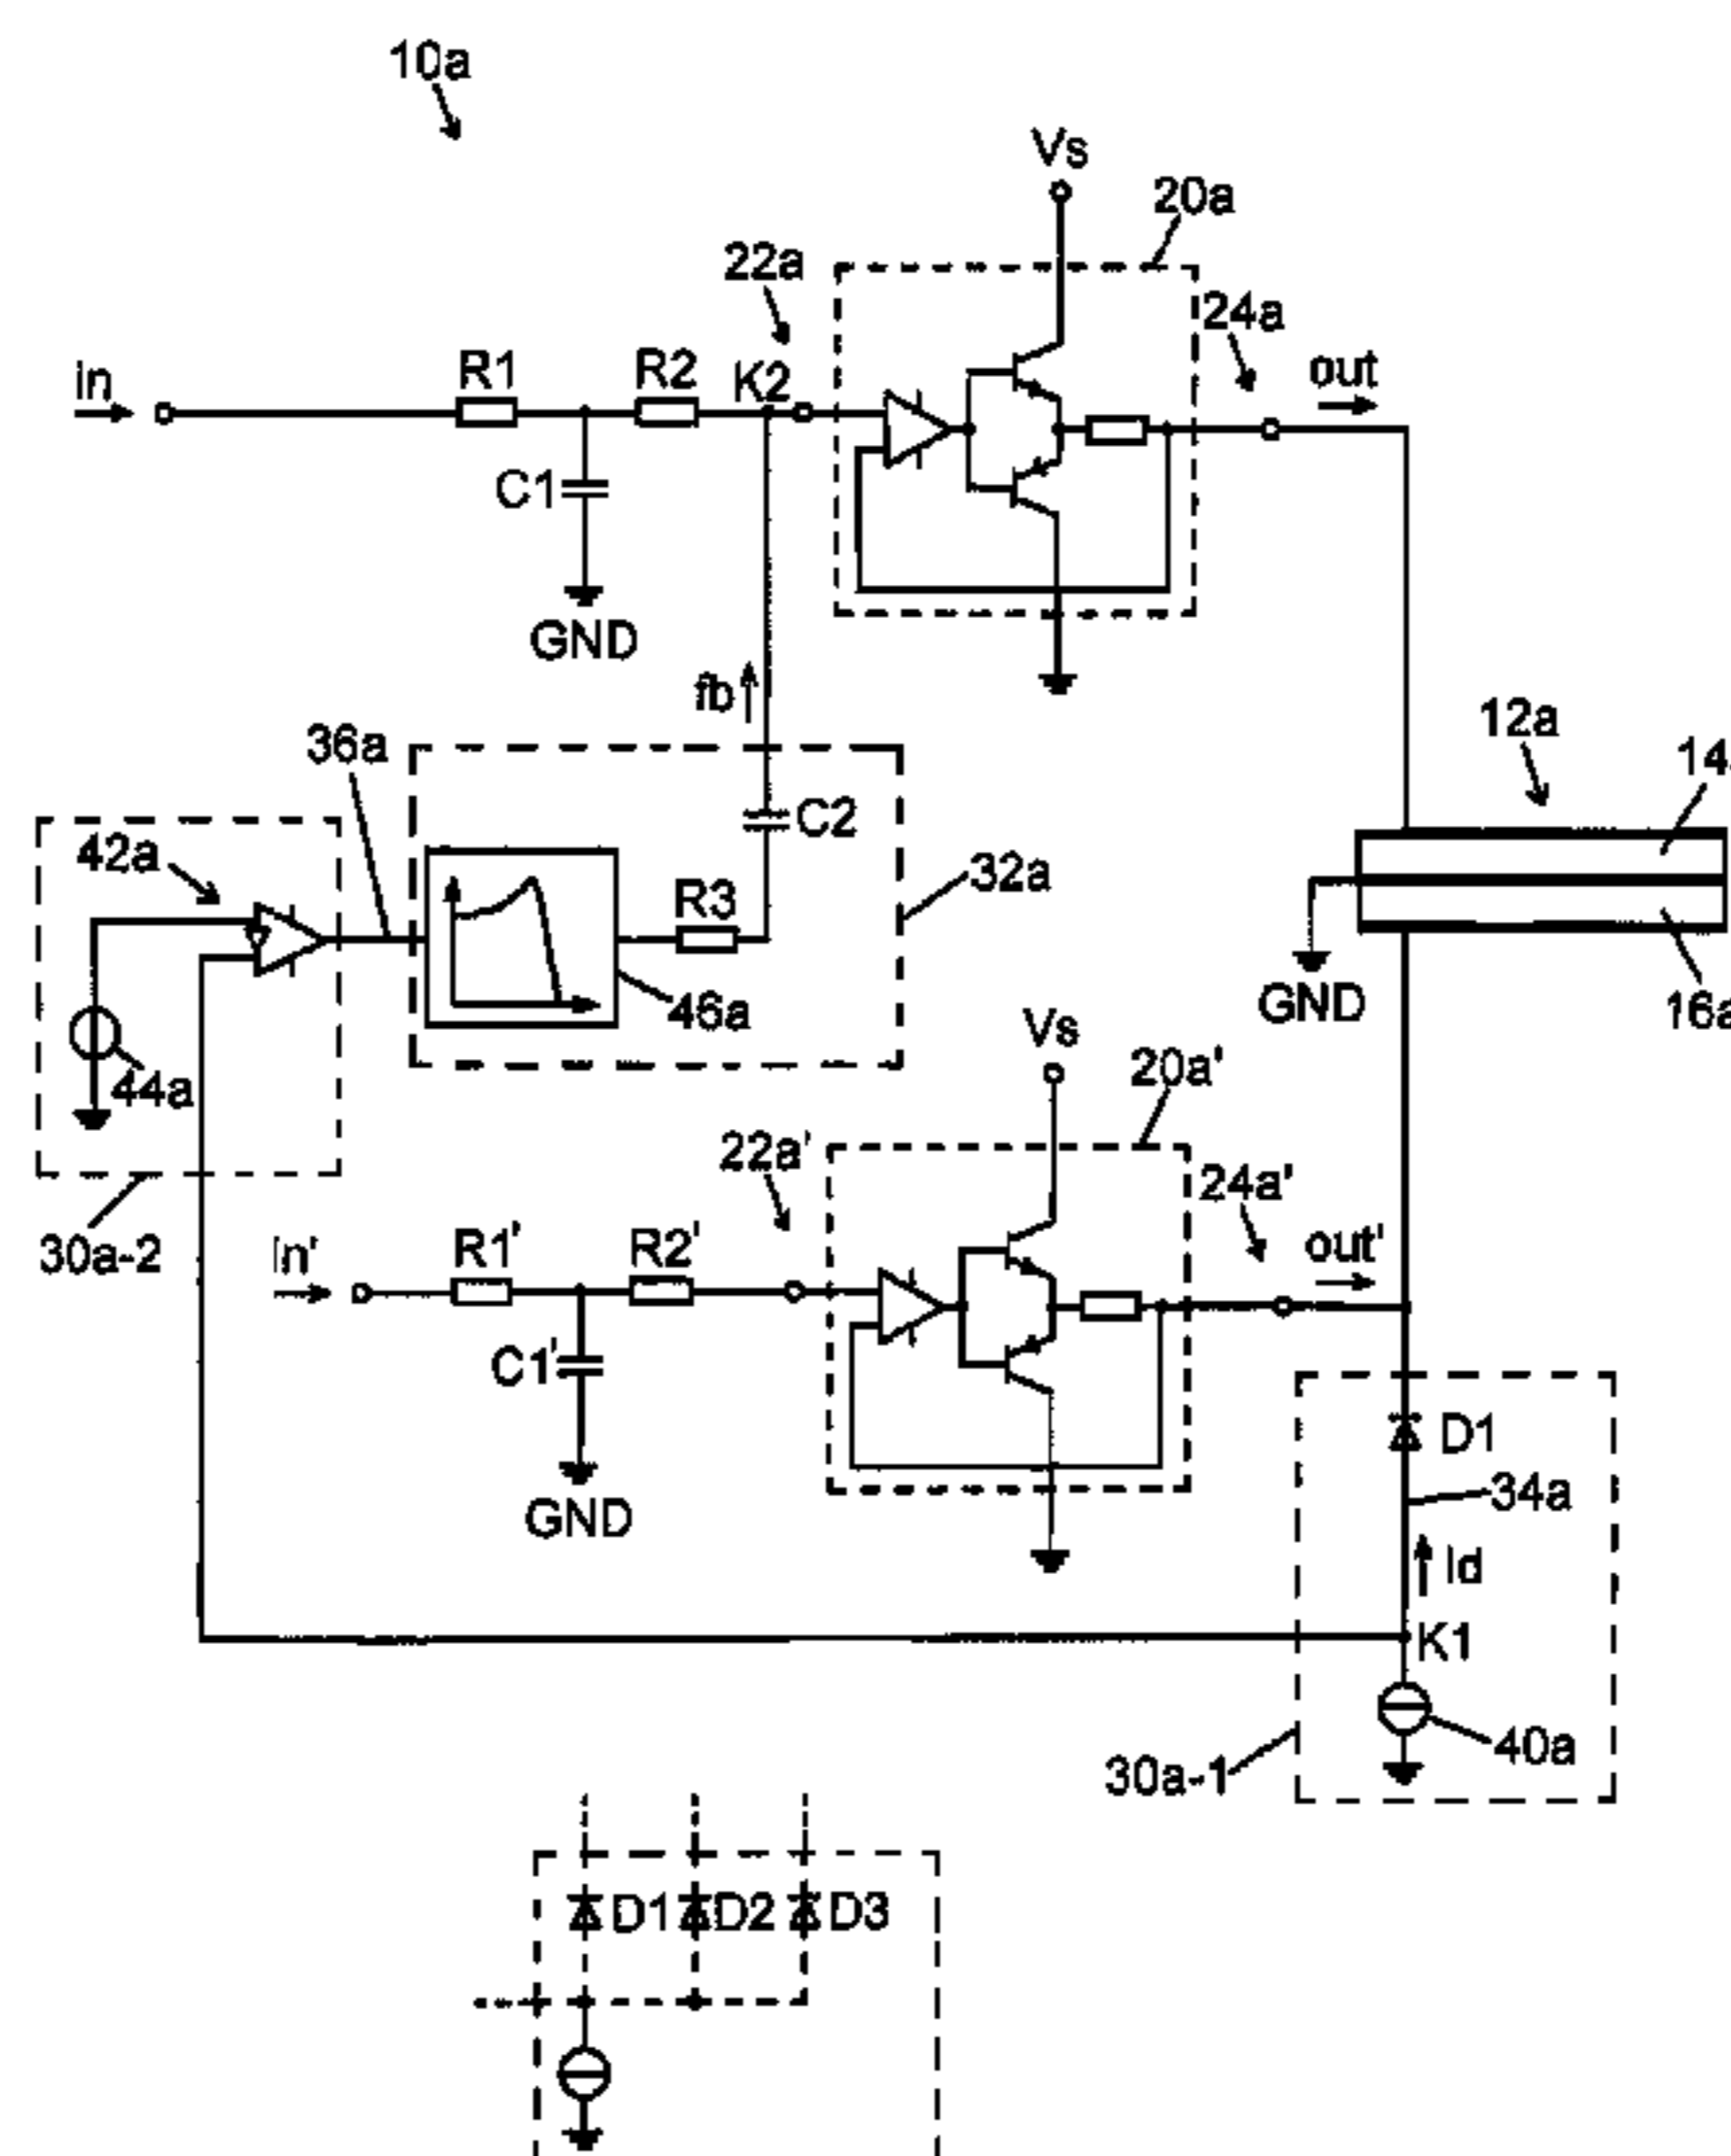 10a
Vs
20a
22a
24a
in
R1
R2
K2
out
C1
GND
fb
12a
36a
14
42a
C2
R3
32a
GND
46a
16a
44a
Vs
20a'
22a'
24a'
30a-2
in'
R1'
R2'
out'
C1'
D1
34a
GND
Id
K1
40a
30a-1
D1
D2
D3